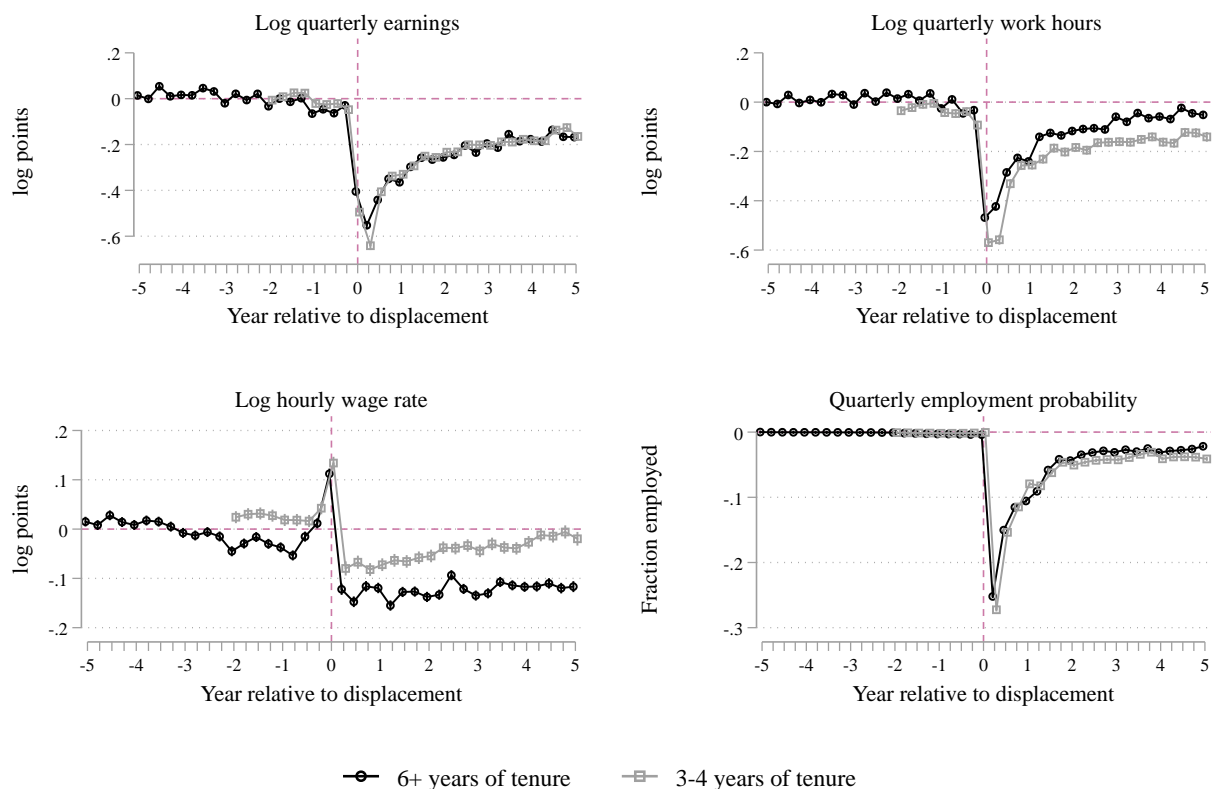 Log quarterly earnings
.2
0
-.2
-.4
-.6
log points
-5 -4 -3 -2 -1 0 1 2 3 4 5
Year relative to displacement
Log quarterly work hours
.2
0
-.2
-.4
-.6
log points
-5 -4 -3 -2 -1 0 1 2 3 4 5
Year relative to displacement
Log hourly wage rate
.2
.1
0
-.1
-.2
log points
-5 -4 -3 -2 -1 0 1 2 3 4 5
Year relative to displacement
Quarterly employment probability
0
-.1
-.2
-.3
Fraction employed
-5 -4 -3 -2 -1 0 1 2 3 4 5
Year relative to displacement
6+ years of tenure 3-4 years of tenure